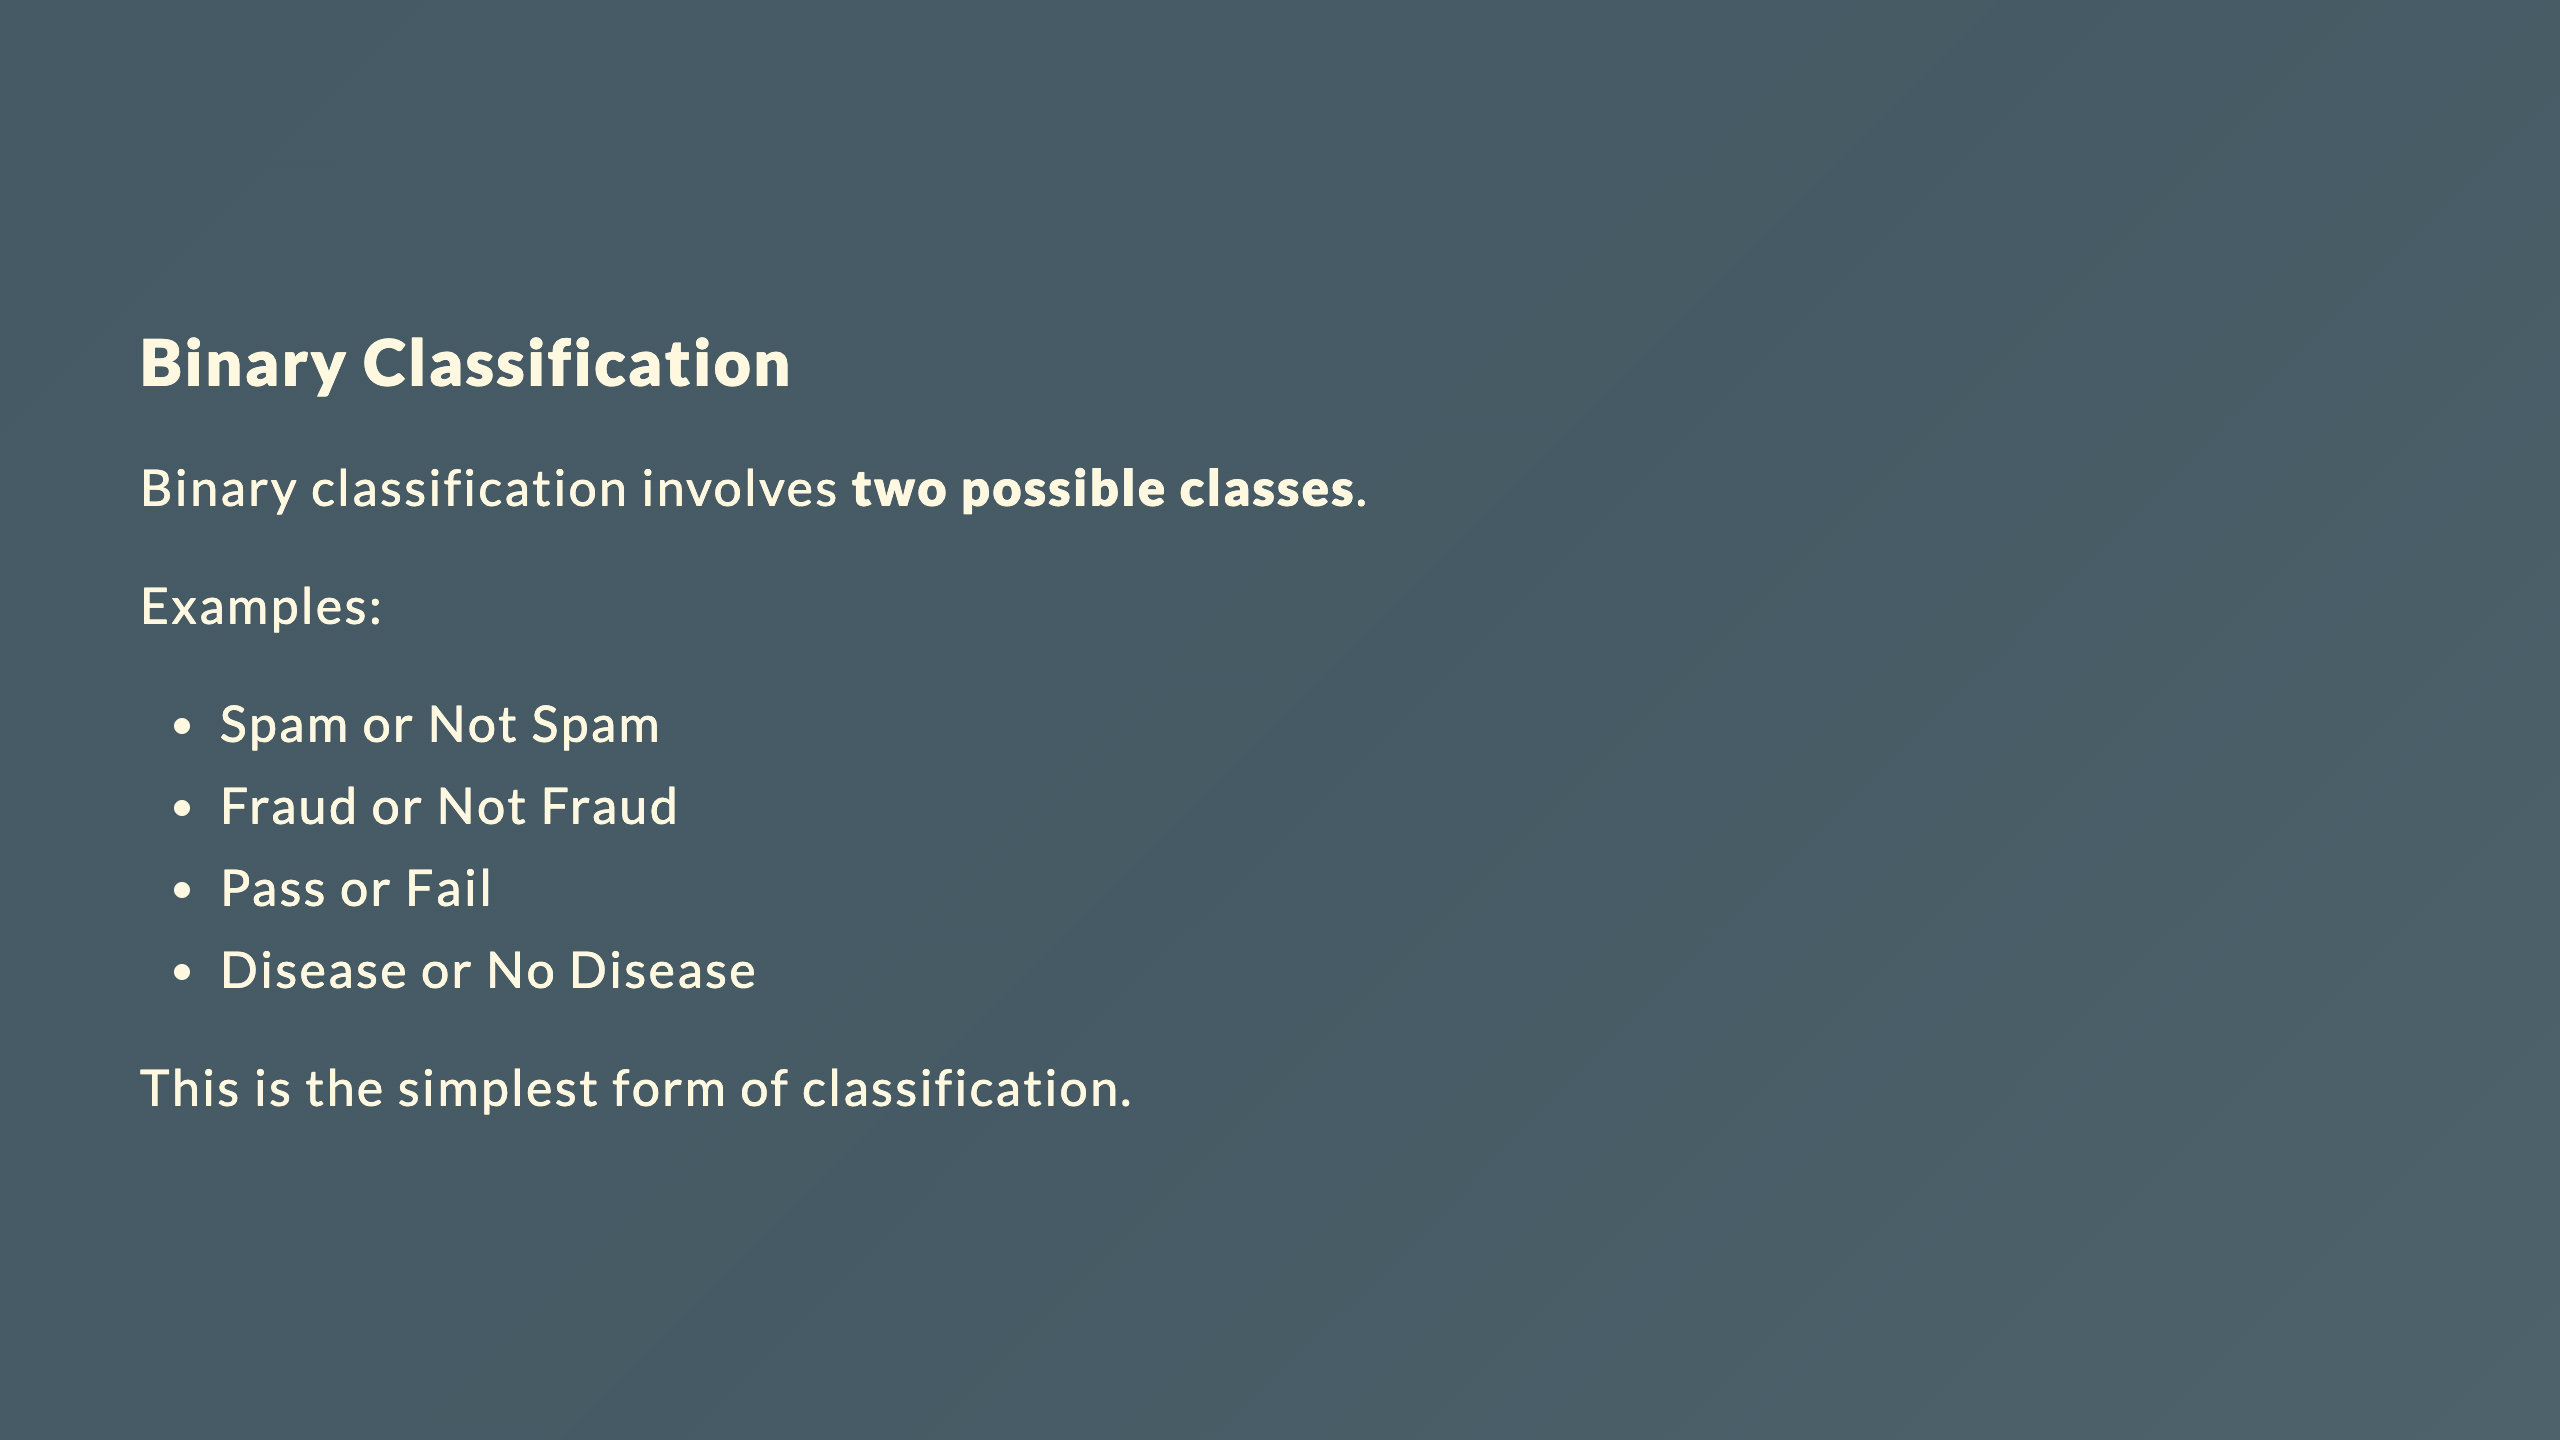 Binary Classification
Binary classification involves two possible classes.
Examples:
• Spam or Not Spam
• Fraud or Not Fraud
• Pass or Fail
• Disease or No Disease
This is the simplest form of classification.